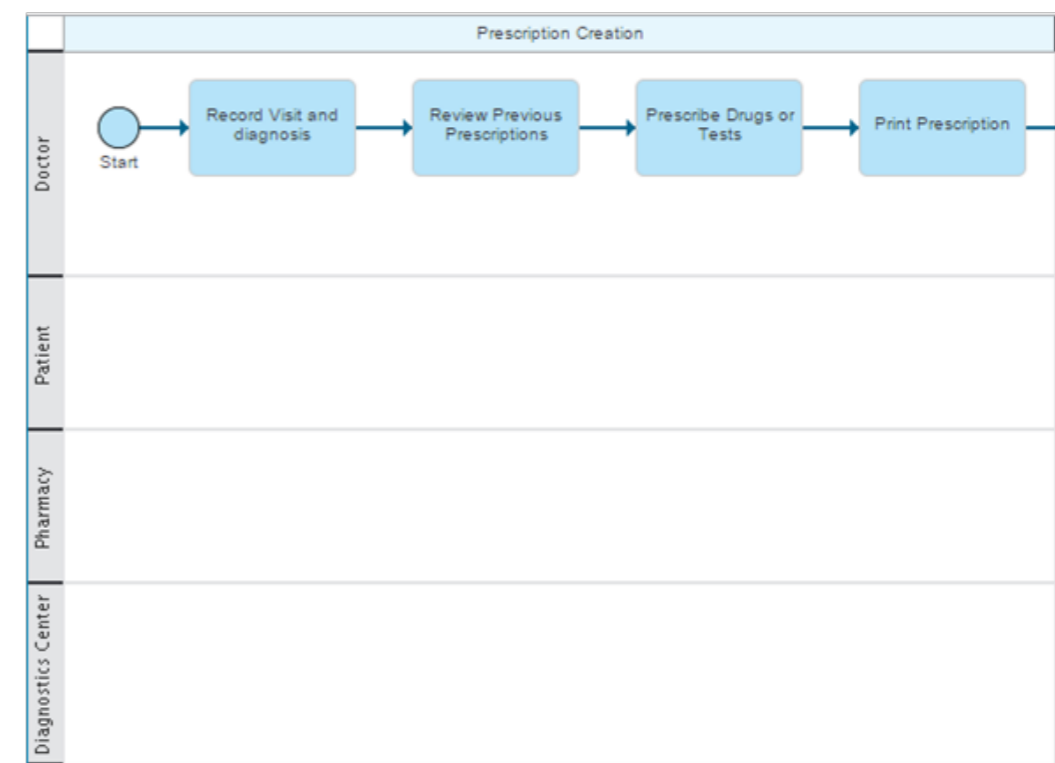 Prescription Creation
Doctor
Start
Record Visit and
diagnosis
Review Previous
Prescriptions
Prescribe Drugs or
Tests
Print Prescription
Patient
Pharmacy
Diagnostics Center